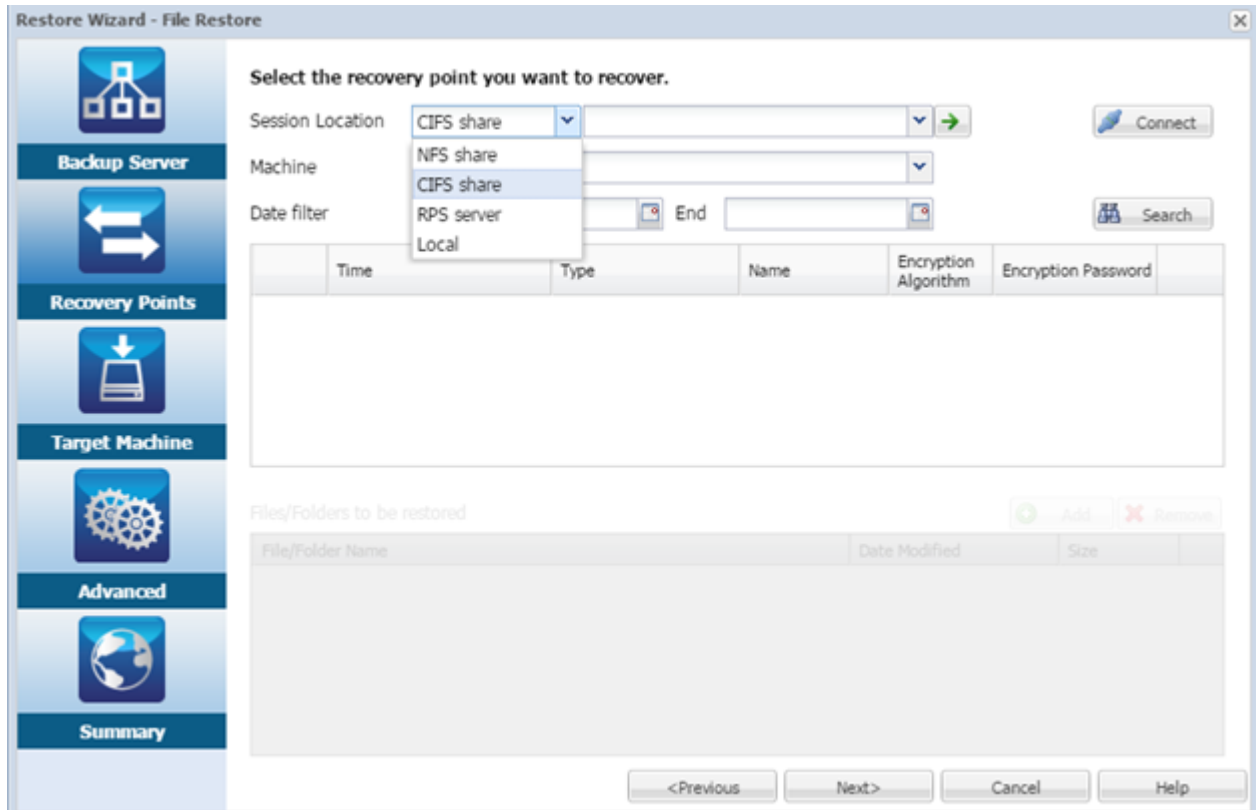 Restore Wizard - File Restore
Backup Server
Recovery Points
Target Machine
Advanced
Summary
Select the recovery point you want to recover.
Session Location CIFS share Connect
NFS share
CIFS share
RPS server
Local
Machine
Date filter End Search
Time Type Name Encryption Algorithm Encryption Password
Files/Folders to be restored Add Remove
File/Folder Name Date Modified Size
<Previous Next> Cancel Help